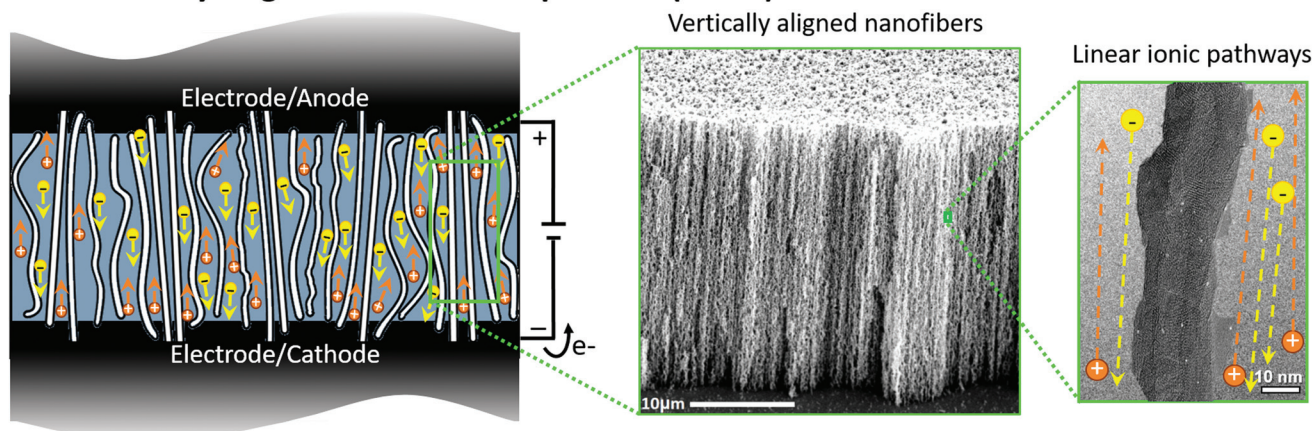 Vertically aligned nanofibers
Linear ionic pathways
Electrode/Anode
+
−
e-
Electrode/Cathode
10μm
10 nm